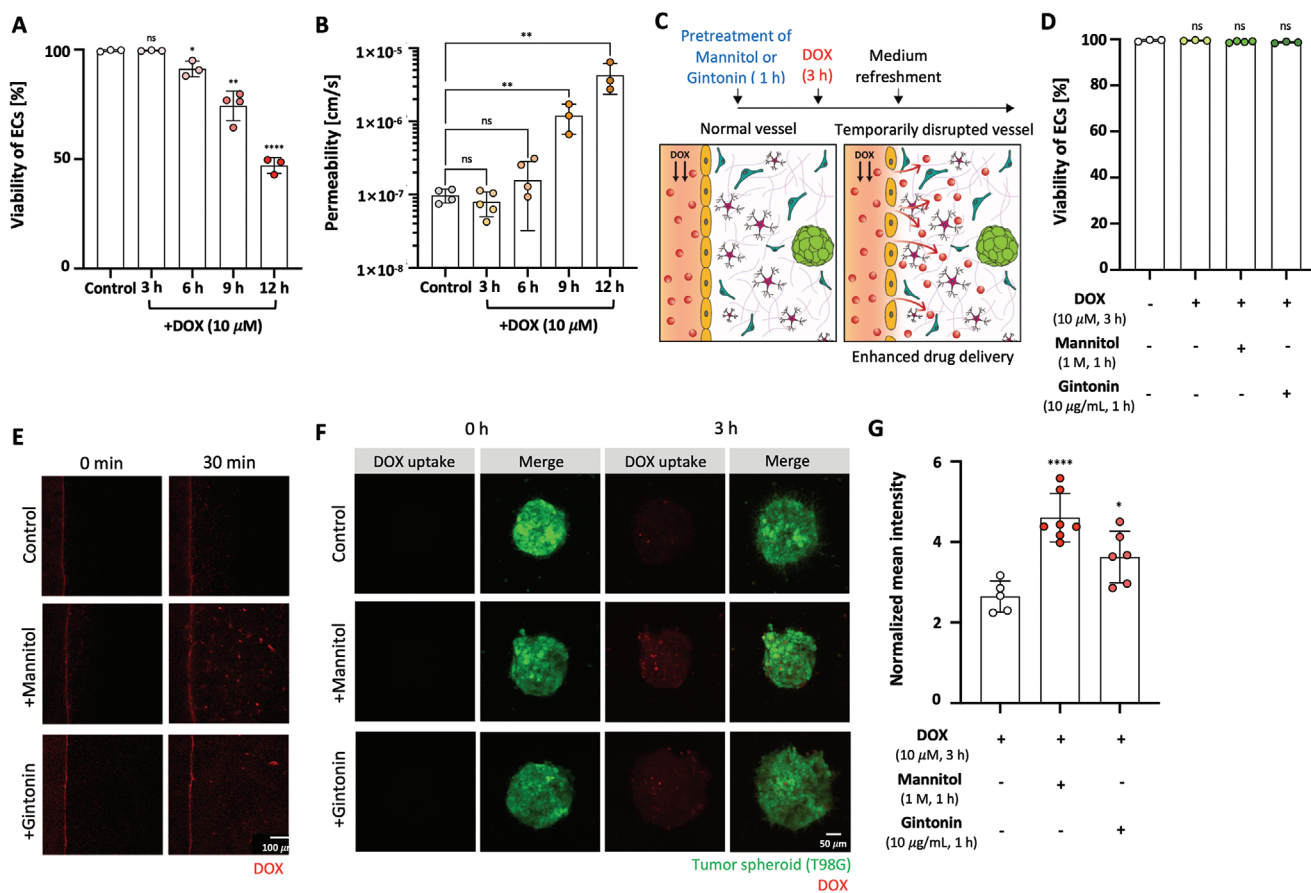 A
Viability of ECs [%]
100
50
0
ns
*
**
****
Control
3 h
6 h
9 h
12 h
+DOX (10 μM)
B
Permeability [cm/s]
1×10-5
1×10-6
1×10-7
1×10-8
**
**
ns
ns
Control
3 h
6 h
9 h
12 h
+DOX (10 μM)
C
Pretreatment of
Mannitol or
Gintonin ( 1 h)
DOX
(3 h)
Medium
refreshment
Normal vessel
Temporarily disrupted vessel
DOX
DOX
Enhanced drug delivery
D
Viability of ECs [%]
100
80
60
40
20
0
ns
ns
ns
DOX
(10 μM, 3 h)
- + + +
Mannitol
(1 M, 1 h)
- - + -
Gintonin
(10 μg/mL, 1 h)
- - - +
E
0 min
30 min
Control
+Mannitol
+Gintonin
100 μm
DOX
F
0 h
3 h
DOX uptake
Merge
DOX uptake
Merge
Control
+Mannitol
+Gintonin
50 μm
Tumor spheroid (T98G)
DOX
G
Normalized mean intensity
6
4
2
0
****
*
DOX
(10 μM, 3 h)
+ + +
Mannitol
(1 M, 1 h)
- + -
Gintonin
(10 μg/mL, 1 h)
- - +